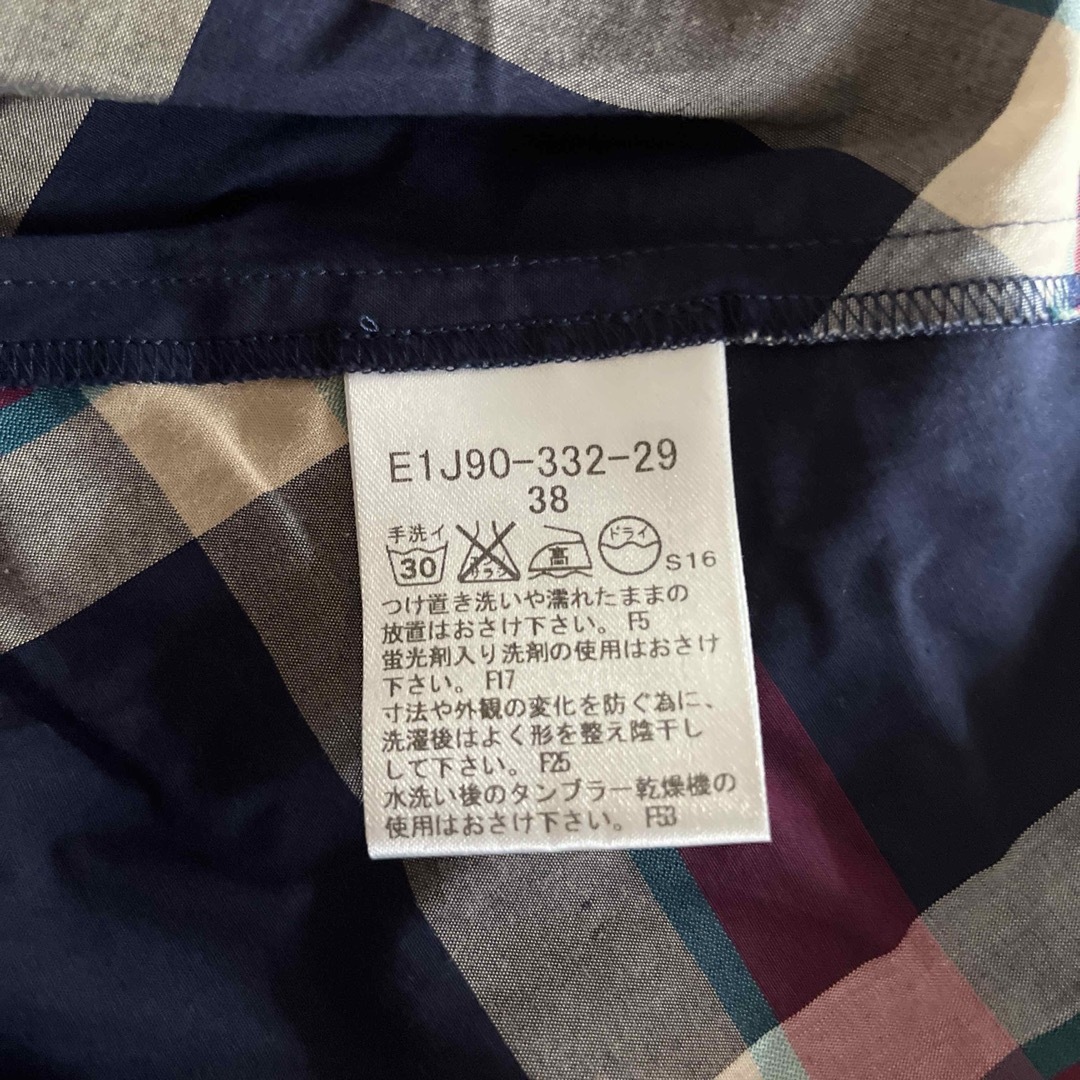 E1J90-332-29
38
手洗イ
30
高
ドライ
S16
つけ置き洗いや濡れたままの
放置はおさけ下さい。 F5
蛍光剤入り洗剤の使用はおさけ
下さい。 F17
寸法や外観の変化を防ぐ為に、
洗濯後はよく形を整え陰干し
して下さい。 F25
水洗い後のタンブラー乾燥機の
使用はおさけ下さい。 F53